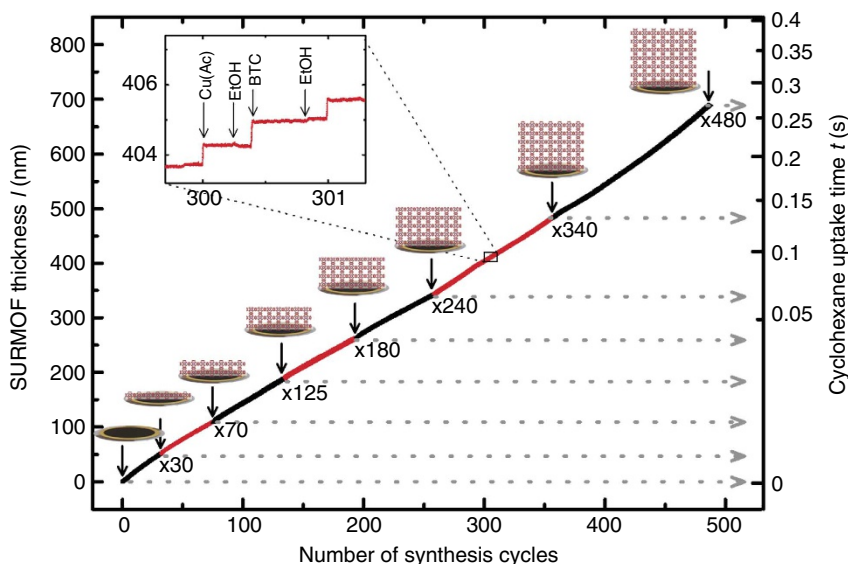 800
700
600
500
400
300
200
100
0
SURMOF thickness l (nm)
406
404
300
301
Cu(Ac)
EtOH
BTC
EtOH
x30
x70
x125
x180
x240
x340
x480
0
100
200
300
400
500
Number of synthesis cycles
0.4
0.35
0.3
0.25
0.2
0.15
0.1
0.05
0
Cyclohexane uptake time t (s)